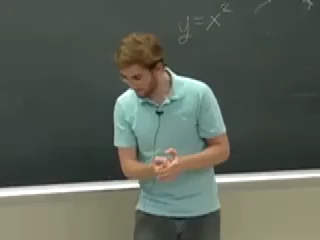 y = x²